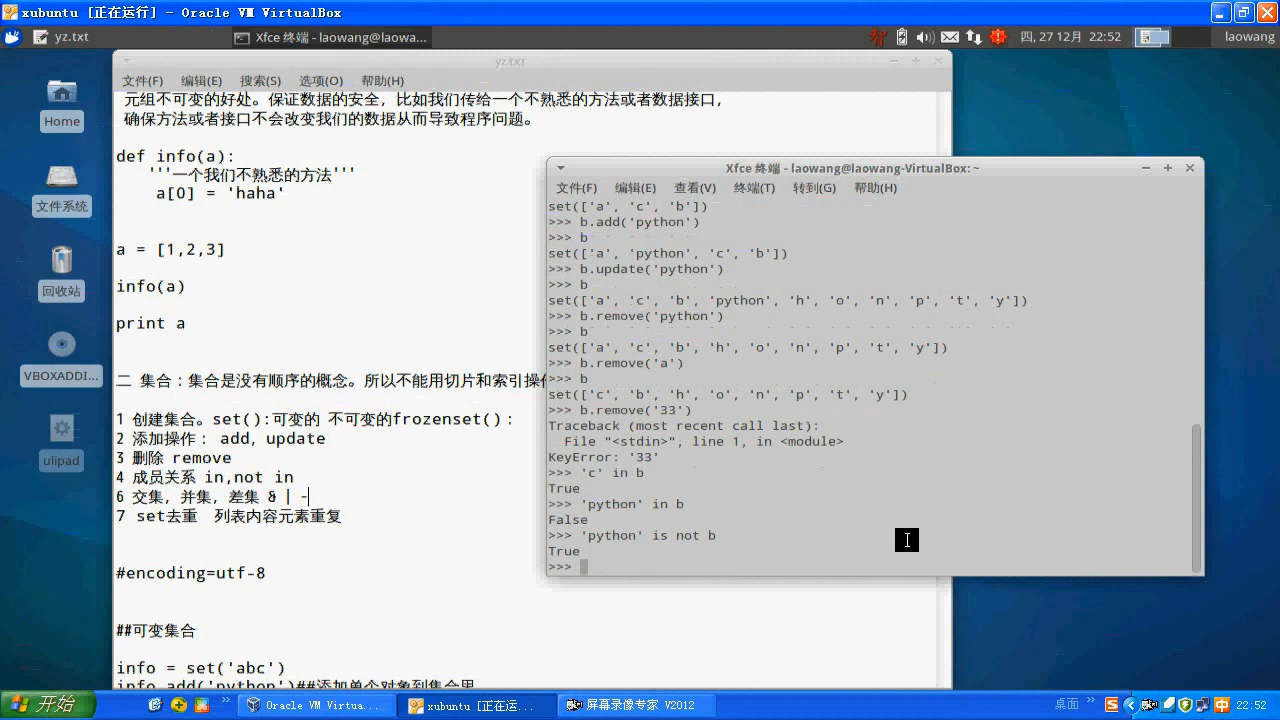 xubuntu [正在运行] - Oracle VM VirtualBox
yz.txt
Xfce 终端 - laowang@laowa...
四, 27 12月 22:52
laowang
Home
文件系统
回收站
VBOXADDI...
ulipad
yz.txt
文件(F) 编辑(E) 搜索(S) 选项(O) 帮助(H)
元组不可变的好处。保证数据的安全,比如我们传给一个不熟悉的方法或者数据接口,
确保方法或者接口不会改变我们的数据从而导致程序问题。
def info(a):
'''一个我们不熟悉的方法'''
a[0] = 'haha'
a = [1,2,3]
info(a)
print a
二 集合：集合是没有顺序的概念。所以不能用切片和索引操作
1 创建集合。set():可变的 不可变的frozenset()：
2 添加操作： add, update
3 删除 remove
4 成员关系 in,not in
6 交集, 并集, 差集 & | -
7 set去重 列表内容元素重复
#encoding=utf-8
##可变集合
info = set('abc')
info.add('python')##添加单个对象到集合里
Xfce 终端 - laowang@laowang-VirtualBox: ~
文件(F) 编辑(E) 查看(V) 终端(T) 转到(G) 帮助(H)
set(['a', 'c', 'b'])
>>> b.add('python')
>>> b
set(['a', 'python', 'c', 'b'])
>>> b.update('python')
>>> b
set(['a', 'c', 'b', 'python', 'h', 'o', 'n', 'p', 't', 'y'])
>>> b.remove('python')
>>> b
set(['a', 'c', 'b', 'h', 'o', 'n', 'p', 't', 'y'])
>>> b.remove('a')
>>> b
set(['c', 'b', 'h', 'o', 'n', 'p', 't', 'y'])
>>> b.remove('33')
Traceback (most recent call last):
File "<stdin>", line 1, in <module>
KeyError: '33'
>>> 'c' in b
True
>>> 'python' in b
False
>>> 'python' is not b
True
>>>
开始
Oracle VM Virtua...
xubuntu [正在运...
屏幕录像专家 V2012
桌面
中
22:52